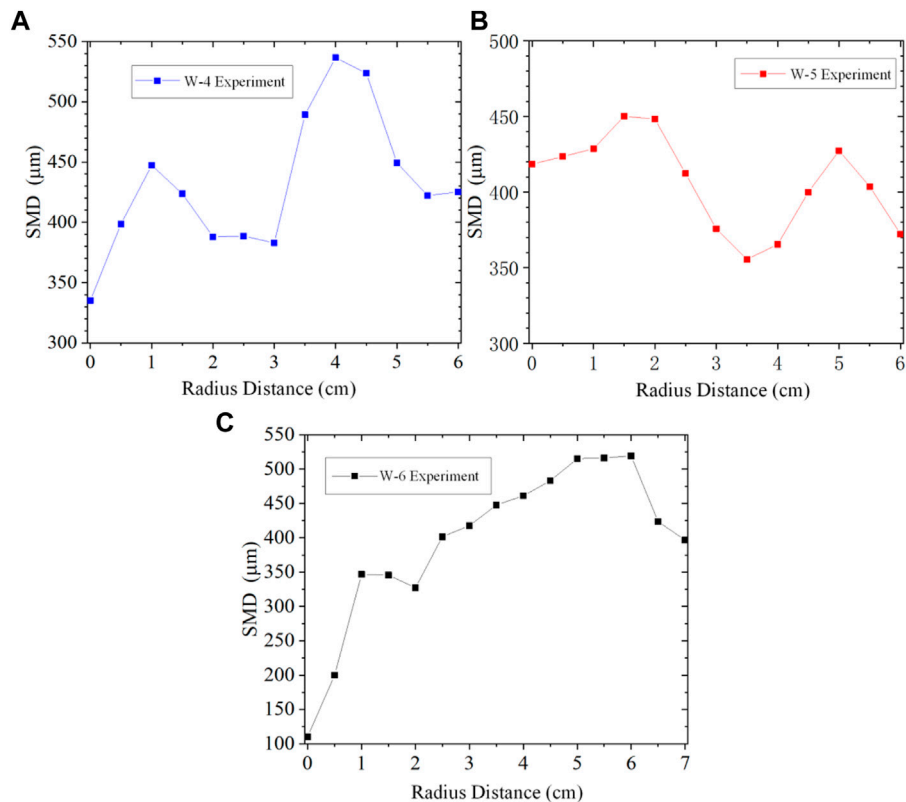 A
550
500
450
400
350
300
SMD (μm)
W-4 Experiment
0 1 2 3 4 5 6
Radius Distance (cm)
B
500
450
400
350
300
SMD (μm)
W-5 Experiment
0 1 2 3 4 5 6
Radius Distance (cm)
C
550
500
450
400
350
300
250
200
150
100
SMD (μm)
W-6 Experiment
0 1 2 3 4 5 6 7
Radius Distance (cm)